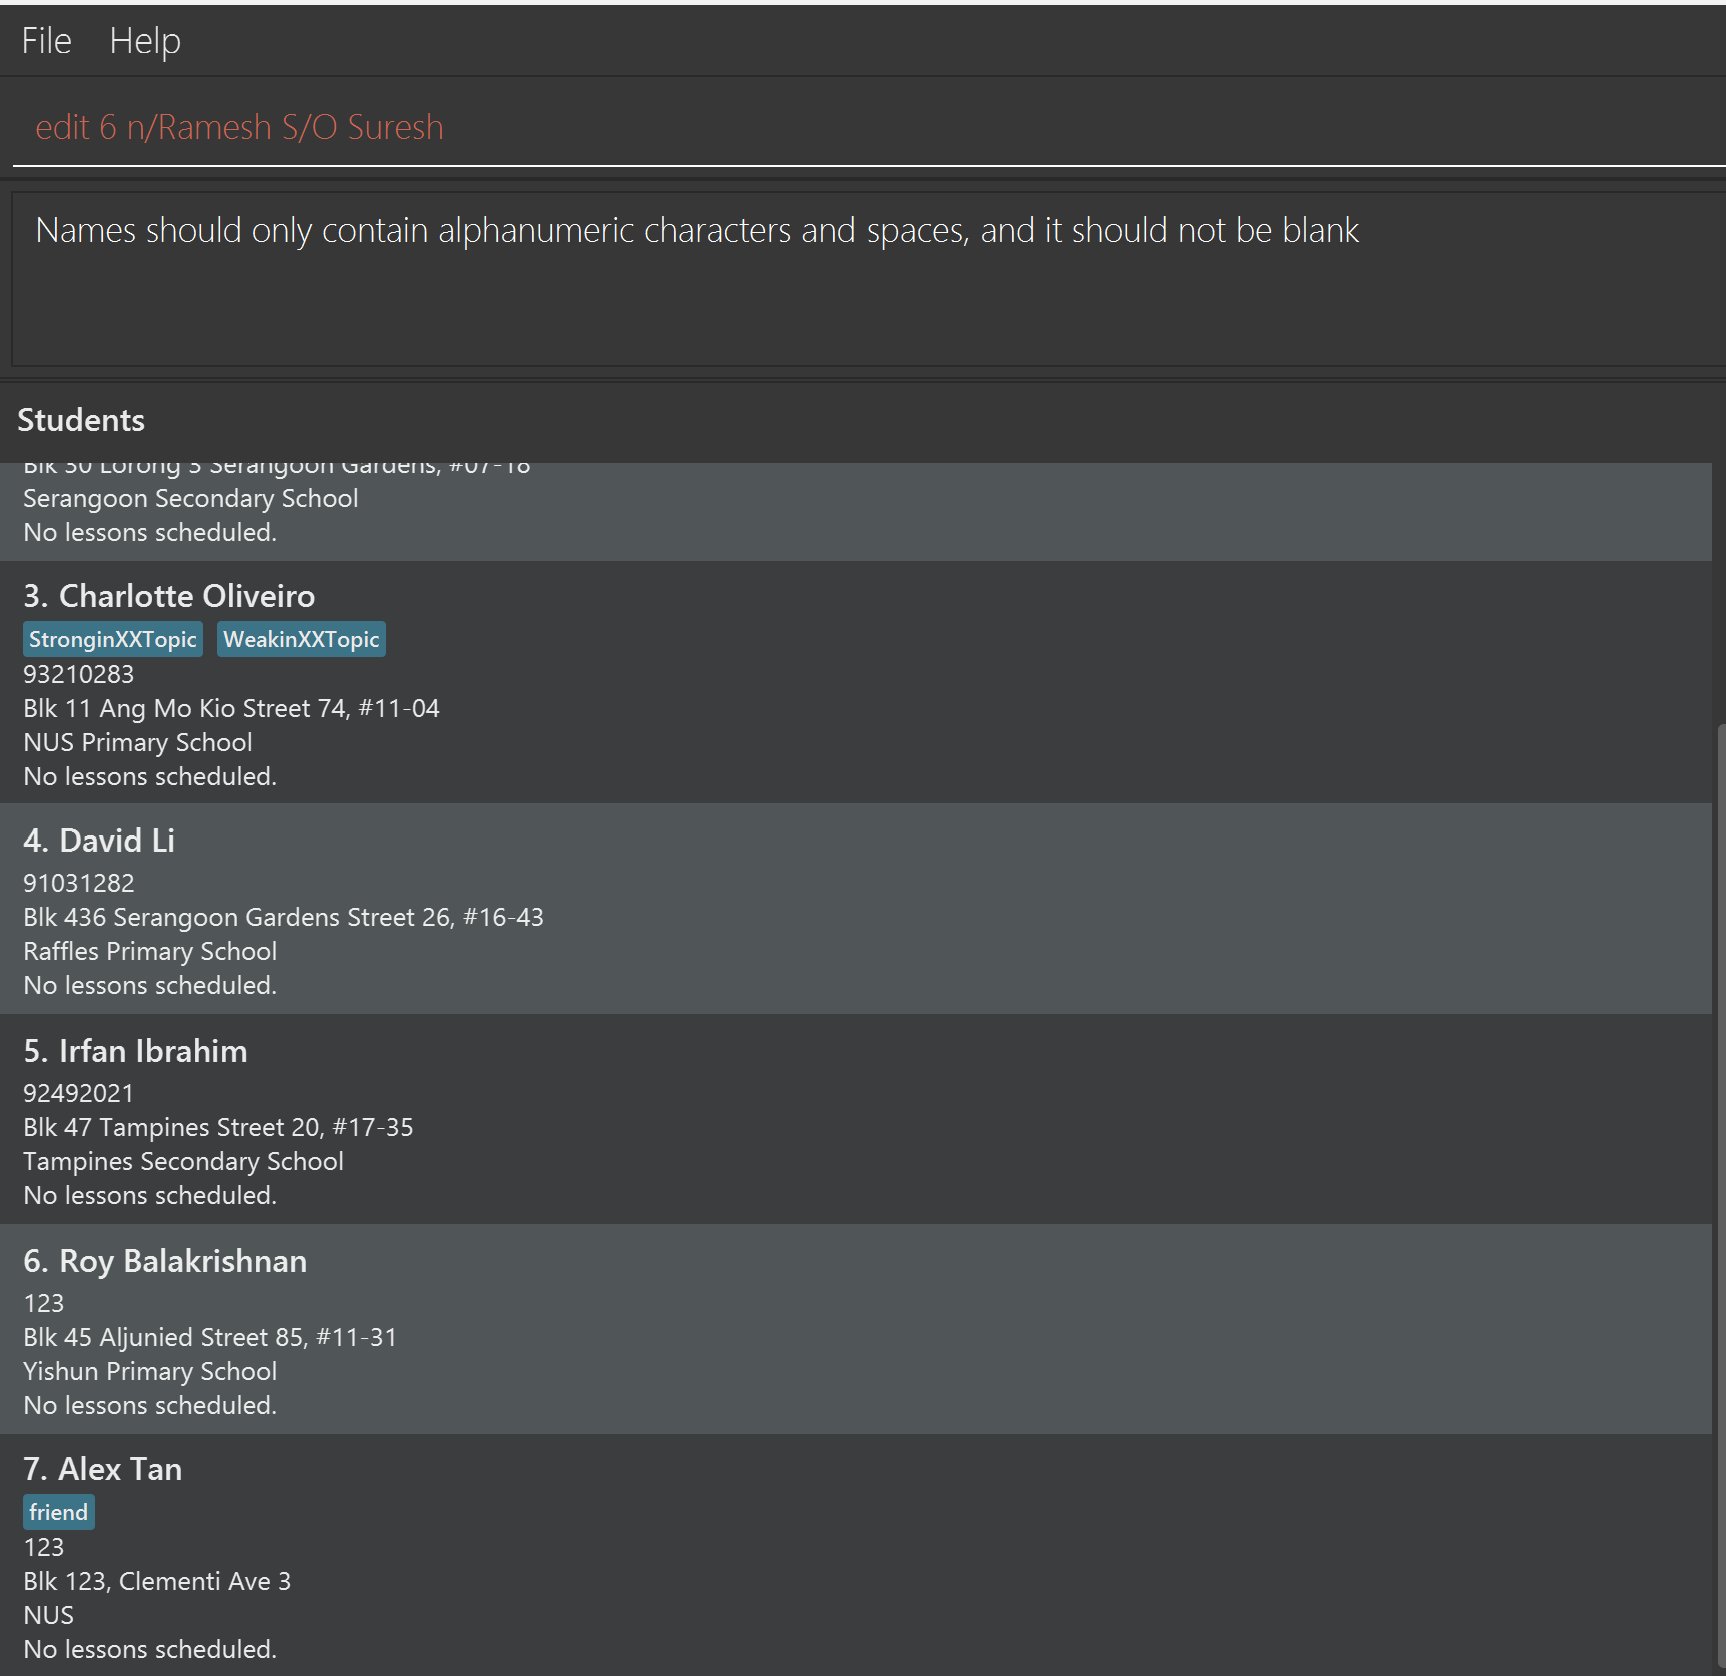 File Help
edit 6 n/Ramesh S/O Suresh
Names should only contain alphanumeric characters and spaces, and it should not be blank
Students
Blk 30 Lorong 3 Serangoon Gardens, #07-18
Serangoon Secondary School
No lessons scheduled.
3. Charlotte Oliveiro
StronginXXTopic WeakinXXTopic
93210283
Blk 11 Ang Mo Kio Street 74, #11-04
NUS Primary School
No lessons scheduled.
4. David Li
91031282
Blk 436 Serangoon Gardens Street 26, #16-43
Raffles Primary School
No lessons scheduled.
5. Irfan Ibrahim
92492021
Blk 47 Tampines Street 20, #17-35
Tampines Secondary School
No lessons scheduled.
6. Roy Balakrishnan
123
Blk 45 Aljunied Street 85, #11-31
Yishun Primary School
No lessons scheduled.
7. Alex Tan
friend
123
Blk 123, Clementi Ave 3
NUS
No lessons scheduled.